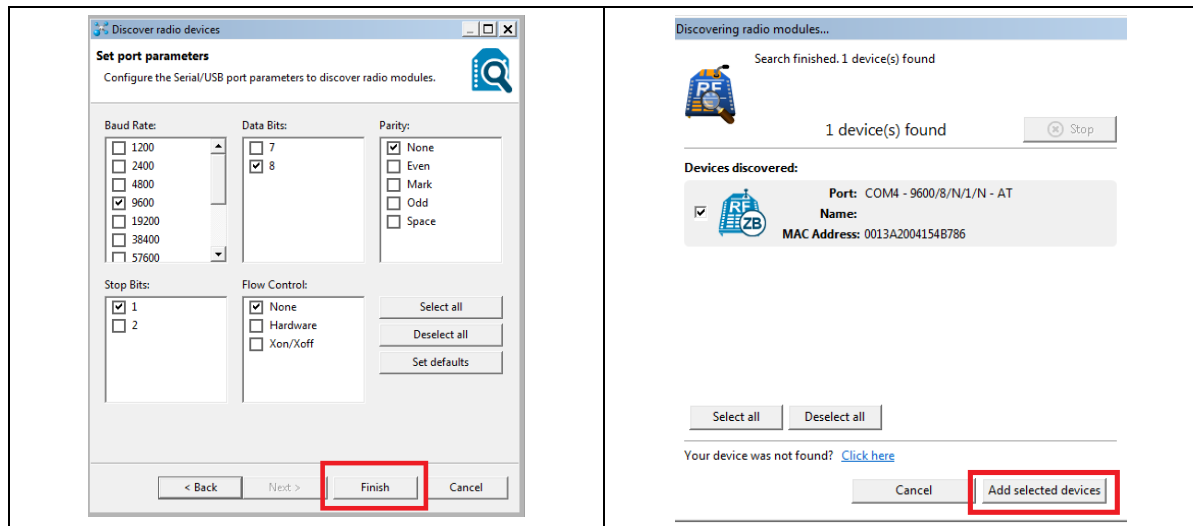 Discover radio devices
Set port parameters
Configure the Serial/USB port parameters to discover radio modules.
Baud Rate:
1200
2400
4800
9600
19200
38400
57600
Data Bits:
7
8
Parity:
None
Even
Mark
Odd
Space
Stop Bits:
1
2
Flow Control:
None
Hardware
Xon/Xoff
Select all
Deselect all
Set defaults
< Back Next > Finish Cancel
Discovering radio modules...
Search finished. 1 device(s) found
RF
1 device(s) found
Stop
Devices discovered:
RF
ZB
Port: COM4 - 9600/8/N/1/N - AT
Name:
MAC Address: 0013A2004154B786
Select all Deselect all
Your device was not found? Click here
Cancel Add selected devices